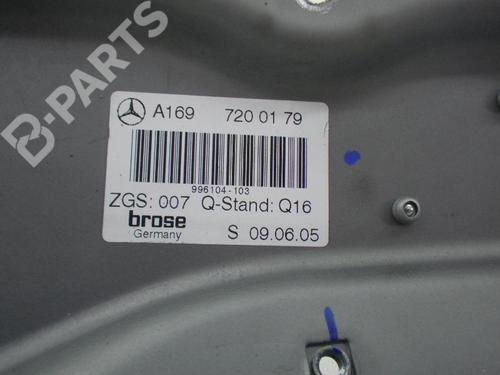 B-PARTS
A169 720 01 79
996104-103
ZGS: 007 Q-Stand: Q16
brose
Germany S 09.06.05